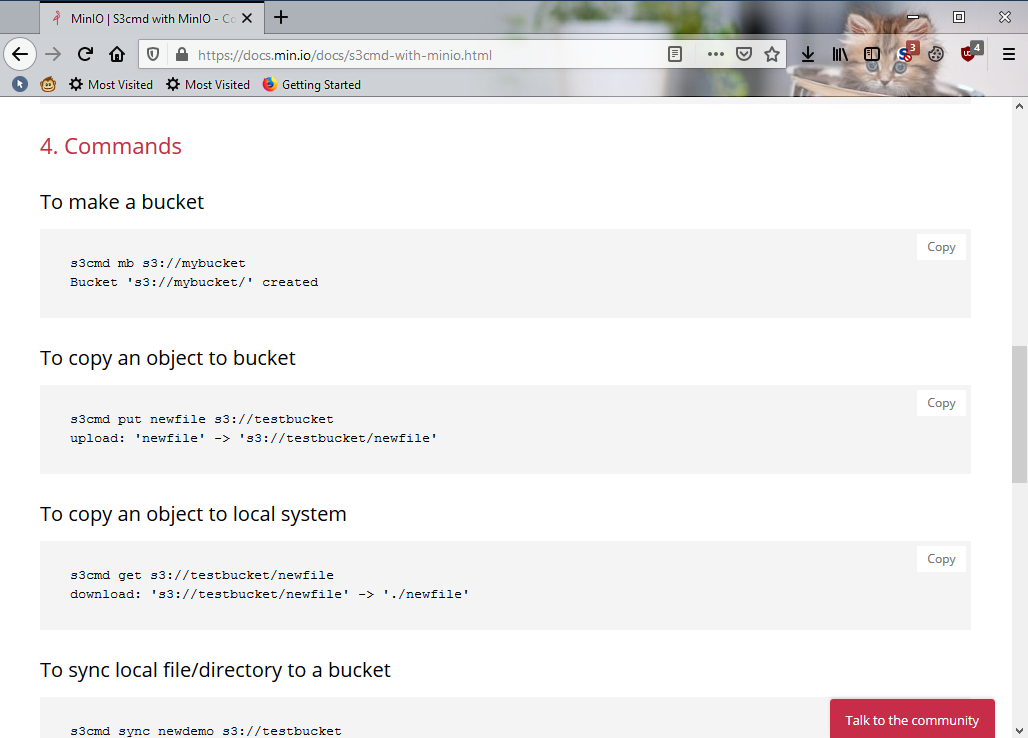 MinIO | S3cmd with MinIO - Co
https://docs.min.io/docs/s3cmd-with-minio.html
3
4
Most Visited
Most Visited
Getting Started
4. Commands
To make a bucket
Copy
s3cmd mb s3://mybucket
Bucket 's3://mybucket/' created
To copy an object to bucket
Copy
s3cmd put newfile s3://testbucket
upload: 'newfile' -> 's3://testbucket/newfile'
To copy an object to local system
Copy
s3cmd get s3://testbucket/newfile
download: 's3://testbucket/newfile' -> './newfile'
To sync local file/directory to a bucket
s3cmd sync newdemo s3://testbucket
Talk to the community